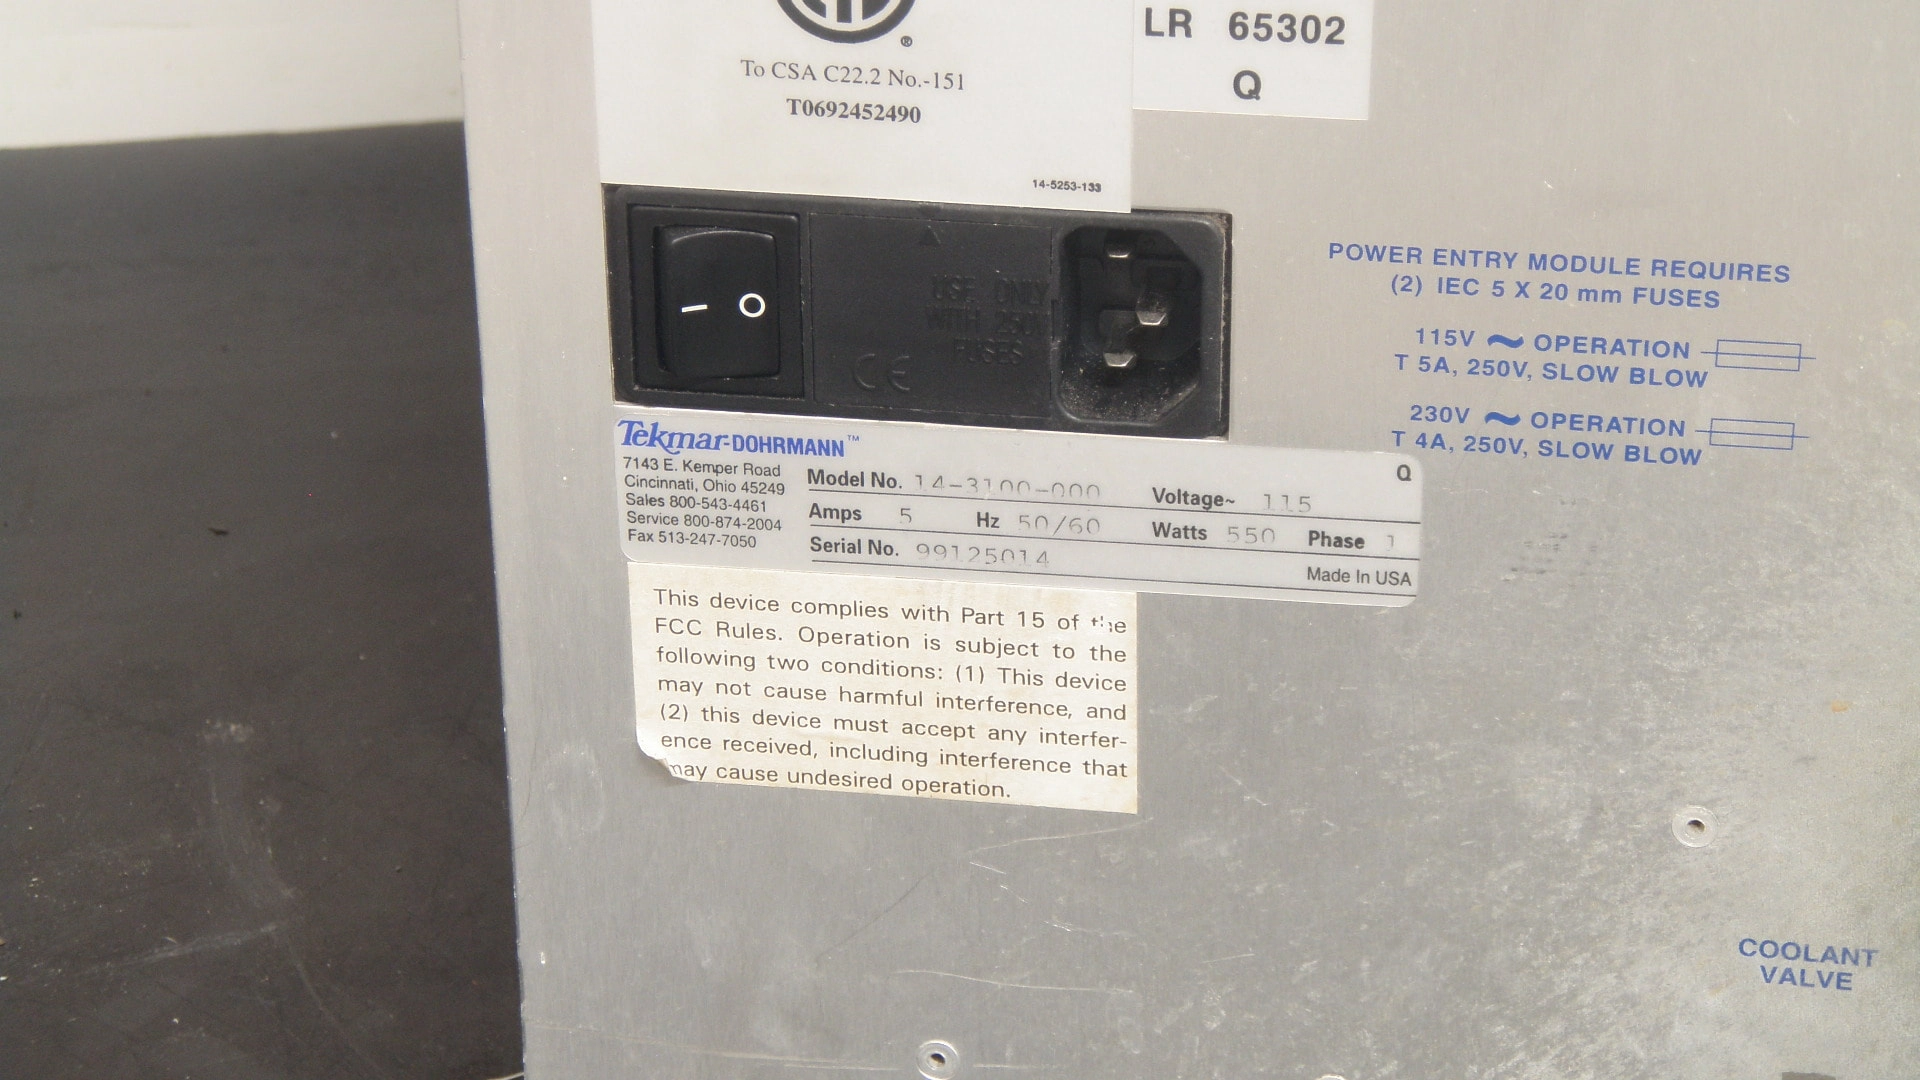 ®
To CSA C22.2 No.-151
T0692452490
14-5253-133
LR 65302
Q
USE ONLY
WITH 250V
FUSES
CE
POWER ENTRY MODULE REQUIRES
(2) IEC 5 X 20 mm FUSES
115V ~ OPERATION
T 5A, 250V, SLOW BLOW
230V ~ OPERATION
T 4A, 250V, SLOW BLOW
Tekmar-DOHRMANN™
7143 E. Kemper Road
Cincinnati, Ohio 45249
Sales 800-543-4461
Service 800-874-2004
Fax 513-247-7050
Q
Model No. 14-3100-000 Voltage~ 115
Amps 5 Hz 50/60 Watts 550 Phase 1
Serial No. 99125014
Made In USA
This device complies with Part 15 of the
FCC Rules. Operation is subject to the
following two conditions: (1) This device
may not cause harmful interference, and
(2) this device must accept any interfer-
ence received, including interference that
may cause undesired operation.
COOLANT
VALVE